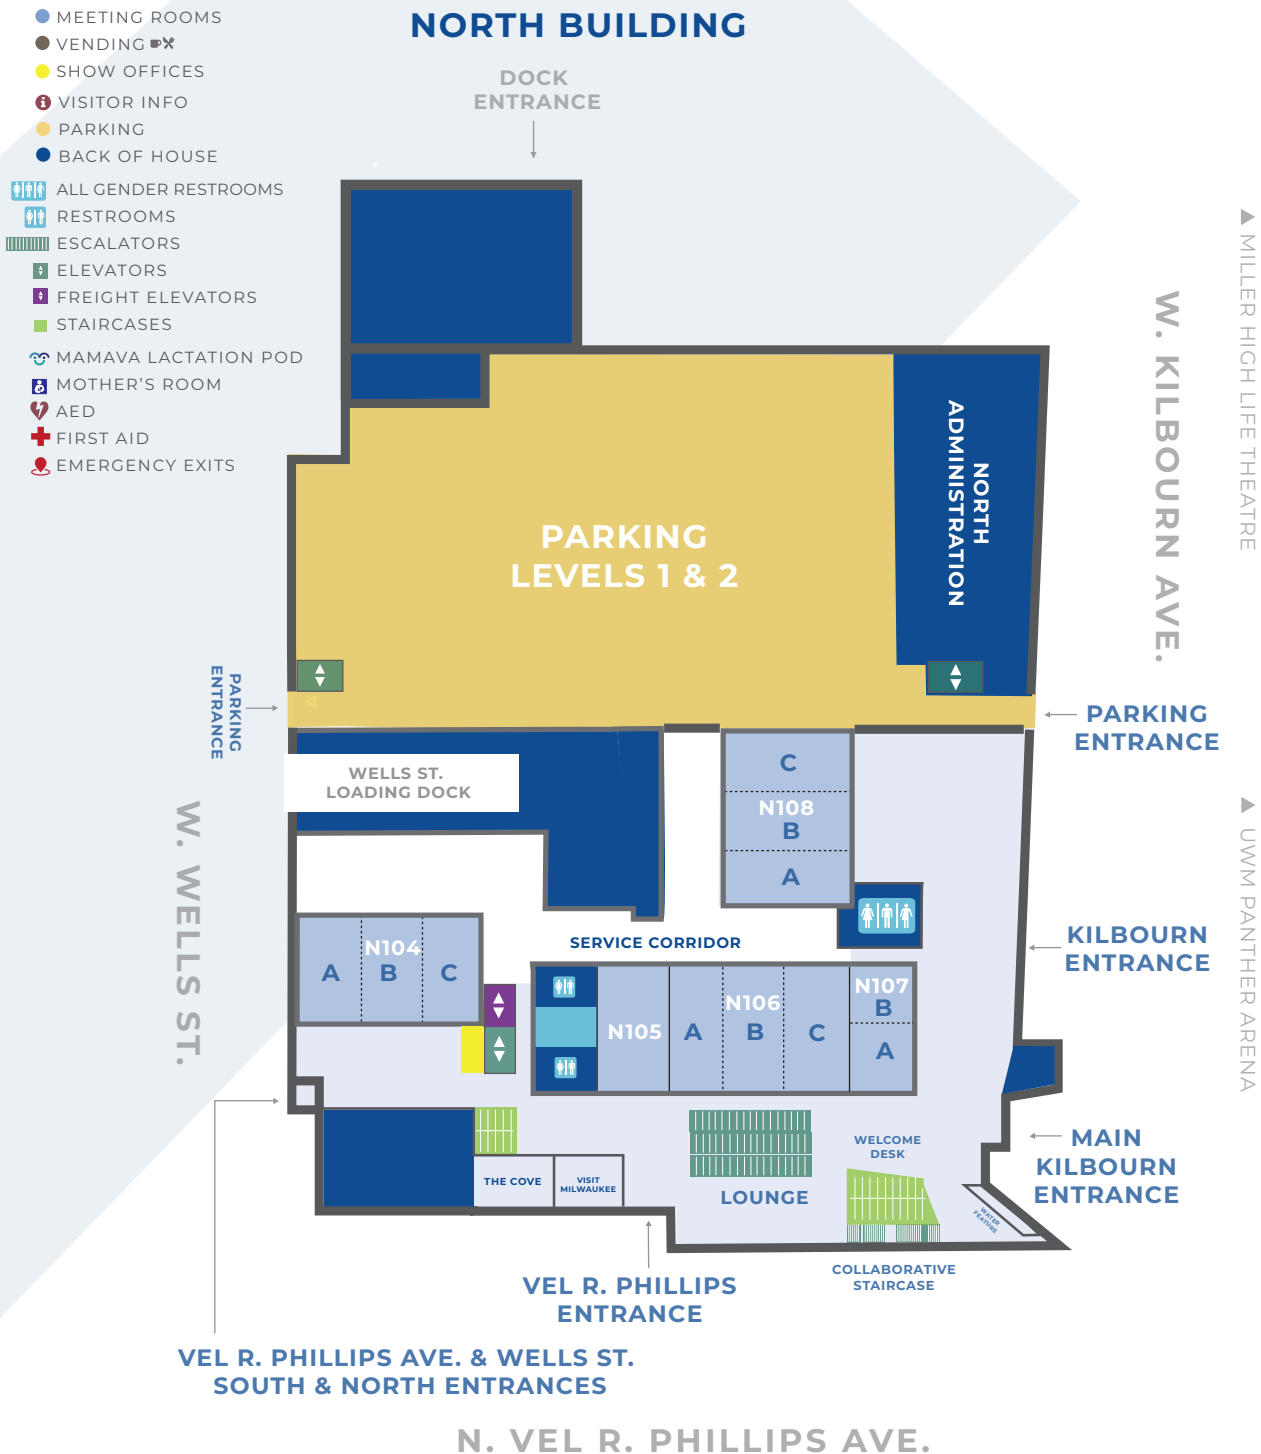 MEETING ROOMS
VENDING
SHOW OFFICES
VISITOR INFO
PARKING
BACK OF HOUSE
ALL GENDER RESTROOMS
RESTROOMS
ESCALATORS
ELEVATORS
FREIGHT ELEVATORS
STAIRCASES
MAMAVA LACTATION POD
MOTHER'S ROOM
AED
FIRST AID
EMERGENCY EXITS
NORTH BUILDING
DOCK
ENTRANCE
MILLER HIGH LIFE THEATRE
W. KILBOURN AVE.
NORTH
ADMINISTRATION
PARKING
LEVELS 1 & 2
PARKING
ENTRANCE
PARKING
ENTRANCE
WELLS ST.
LOADING DOCK
C
N108
B
A
W. WELLS ST.
UWM PANTHER ARENA
SERVICE CORRIDOR
KILBOURN
ENTRANCE
N104
A
B
C
N105
N106
A
B
C
N107
B
A
WELCOME
DESK
MAIN
KILBOURN
ENTRANCE
THE COVE
VISIT
MILWAUKEE
LOUNGE
WATER
FEATURE
COLLABORATIVE
STAIRCASE
VEL R. PHILLIPS
ENTRANCE
VEL R. PHILLIPS AVE. & WELLS ST.
SOUTH & NORTH ENTRANCES
N. VEL R. PHILLIPS AVE.